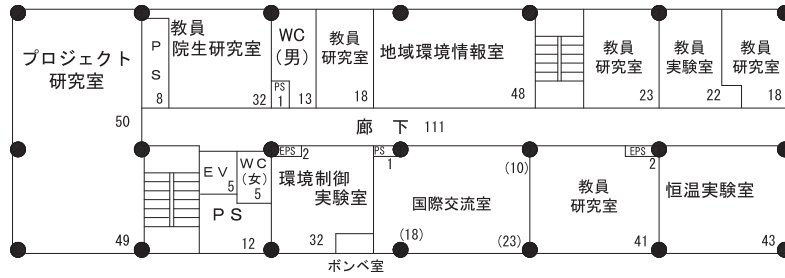 プロジェクト
研究室
50
49
PS
8
教員
院生研究室
32
WC
(男)
PS
1
13
教員
研究室
18
地域環境情報室
48
教員
研究室
23
教員
実験室
22
教員
研究室
18
廊 下 111
EV
5
WC
(女)
5
PS
12
EPS
2
環境制御
実験室
32
ボンベ室
PS
1
(10)
国際交流室
(18)
(23)
EPS
2
教員
研究室
41
恒温実験室
43